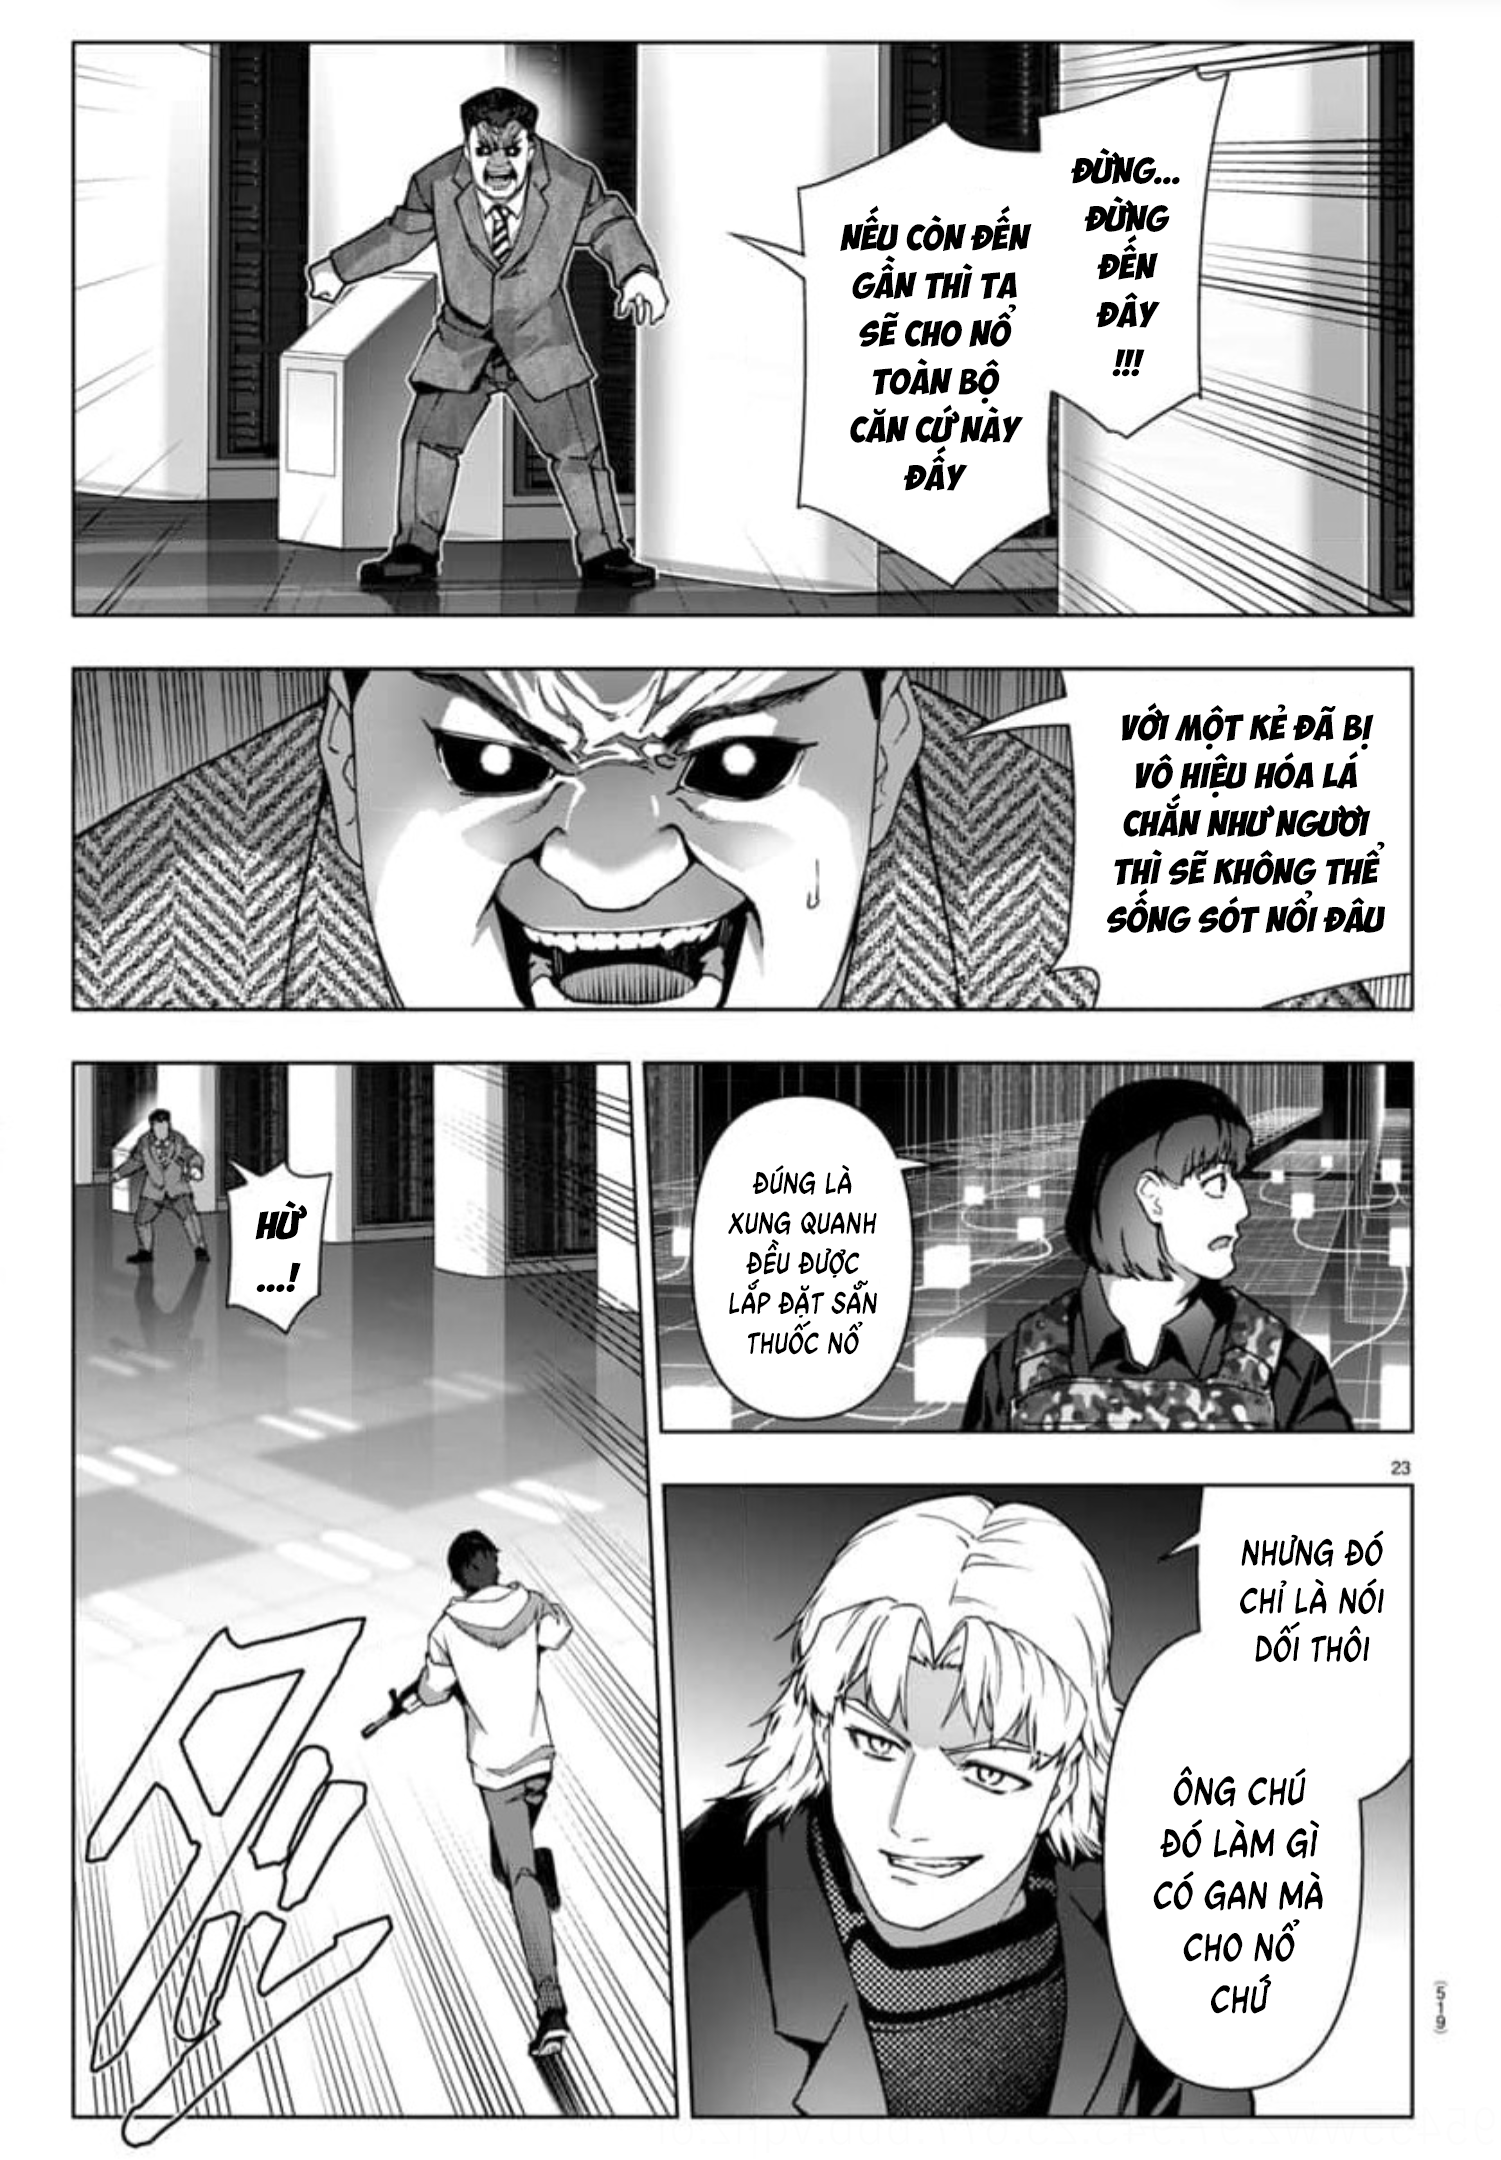 ĐỪNG...
ĐỪNG
ĐẾN
ĐÂY
!!!
NẾU CÒN ĐẾN
GẦN THÌ TA
SẼ CHO NỔ
TOÀN BỘ
CĂN CỨ NÀY
ĐẤY
VỚI MỘT KẺ ĐÃ BỊ
VÔ HIỆU HÓA LÁ
CHẮN NHƯ NGƯƠI
THÌ SẼ KHÔNG THỂ
SỐNG SÓT NỔI ĐÂU
ĐÚNG LÀ
XUNG QUANH
ĐỀU ĐƯỢC
LẮP ĐẶT SẴN
THUỐC NỔ
23
NHƯNG ĐÓ
CHỈ LÀ NÓI
DỐI THÔI
ÔNG CHÚ
ĐÓ LÀM GÌ
CÓ GAN MÀ
CHO NỔ
CHỨ
HỪ
...!
(519)